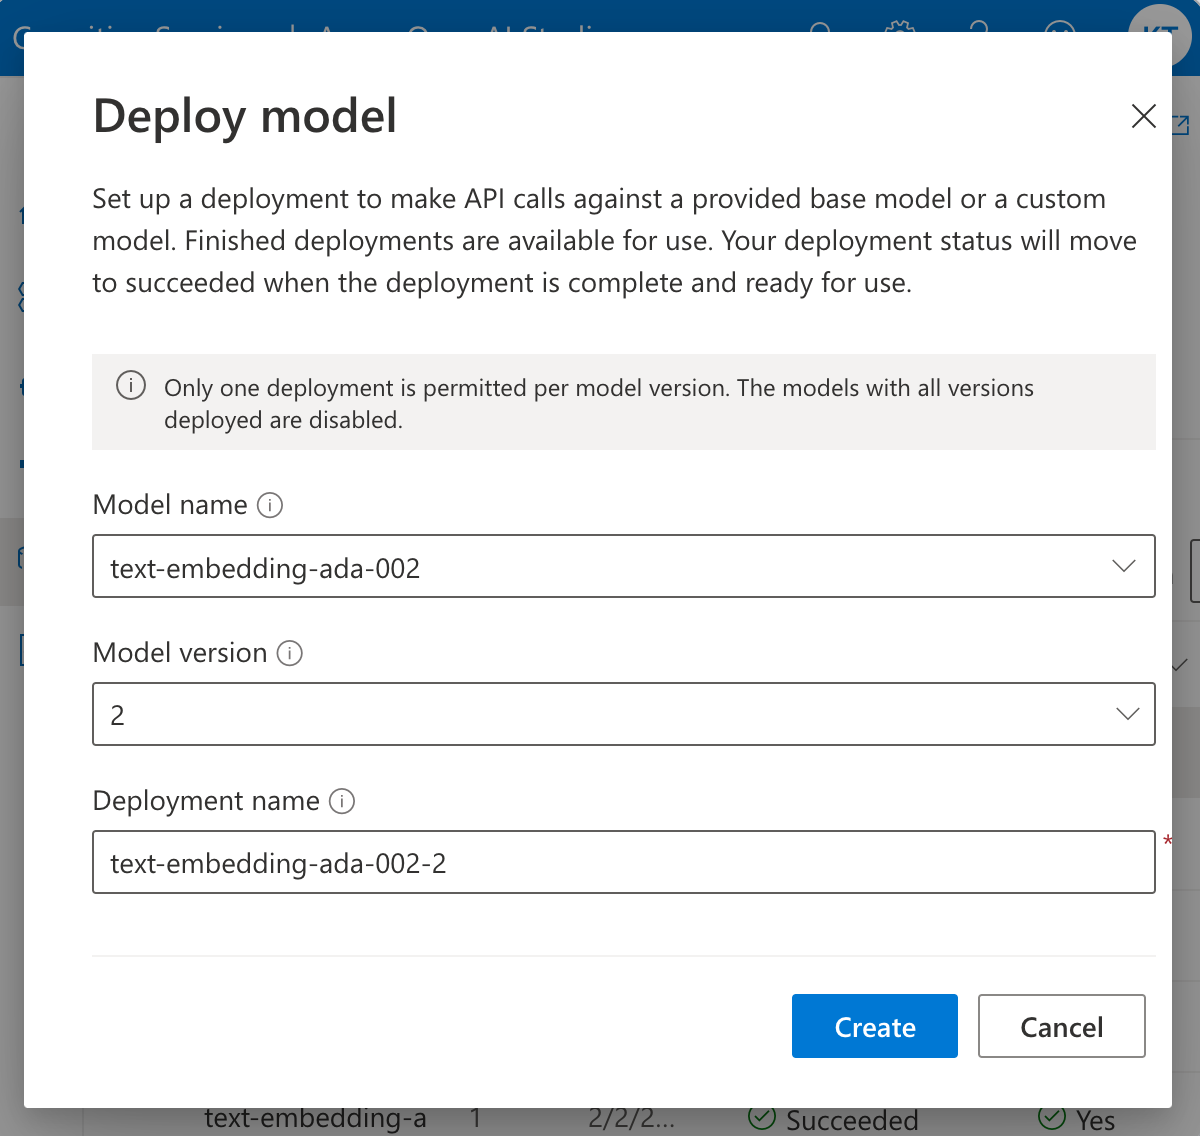 Deploy model
Set up a deployment to make API calls against a provided base model or a custom
model. Finished deployments are available for use. Your deployment status will move
to succeeded when the deployment is complete and ready for use.
Only one deployment is permitted per model version. The models with all versions
deployed are disabled.
Model name
text-embedding-ada-002
Model version
2
Deployment name
text-embedding-ada-002-2
*
Create
Cancel
text-embedding-a 1 2/2/2... Succeeded Yes